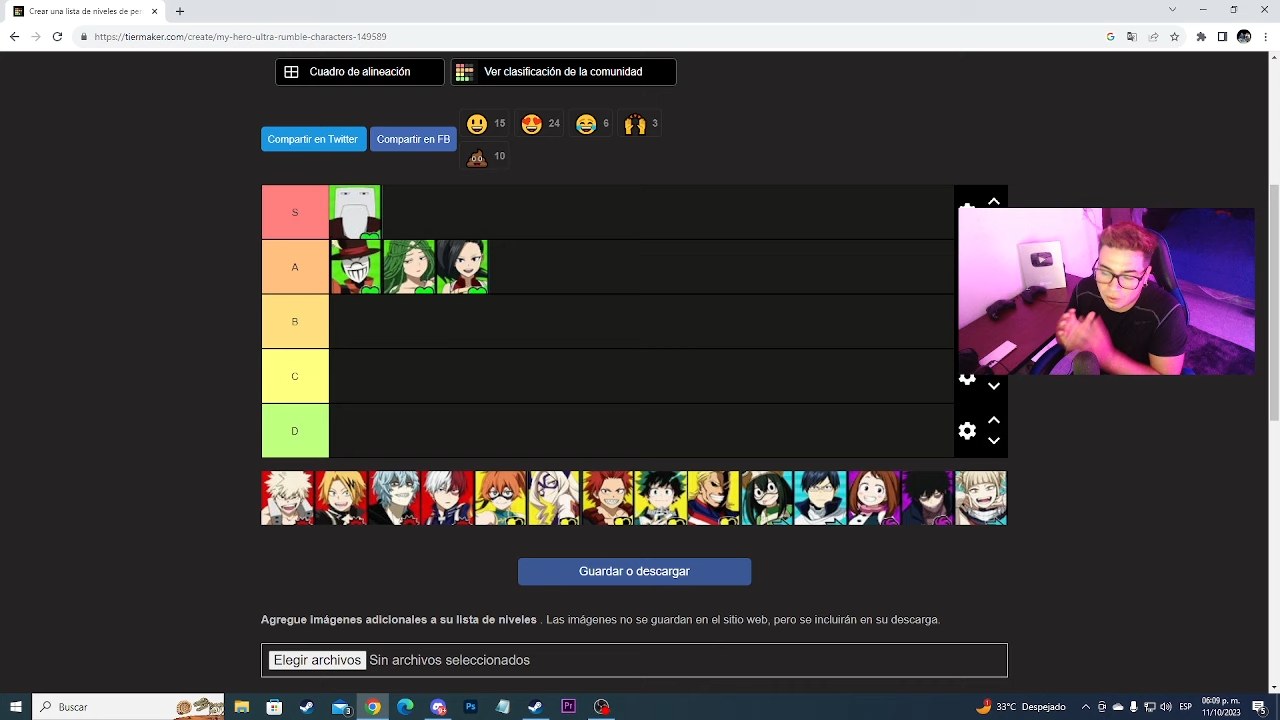 Crear una lista de niveles de per
https://tiermaker.com/create/my-hero-ultra-rumble-characters-149589
Cuadro de alineación
Ver clasificación de la comunidad
Compartir en Twitter
Compartir en FB
15
24
6
3
10
S
A
B
C
D
Guardar o descargar
Agregue imágenes adicionales a su lista de niveles . Las imágenes no se guardan en el sitio web, pero se incluirán en su descarga.
Elegir archivos Sin archivos seleccionados
Buscar
3
Ps
Pr
33°C Despejado
ESP
06:09 p. m.
11/10/2023